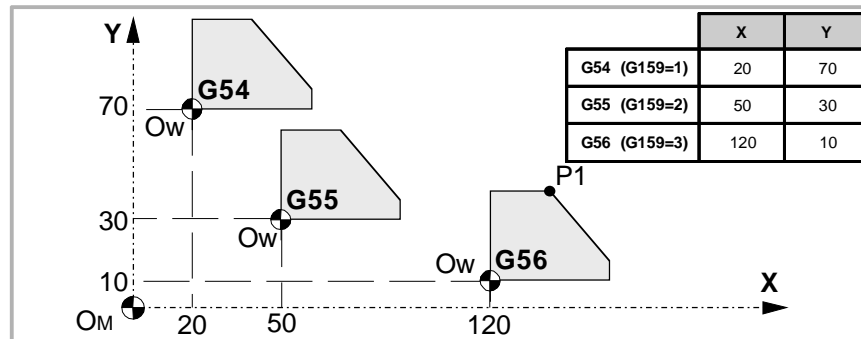 Y
X Y
G54 (G159=1) 20 70
G55 (G159=2) 50 30
G56 (G159=3) 120 10
G54
70
OW
P1
G55
30
OW
G56
OW
10
X
OM
20 50 120